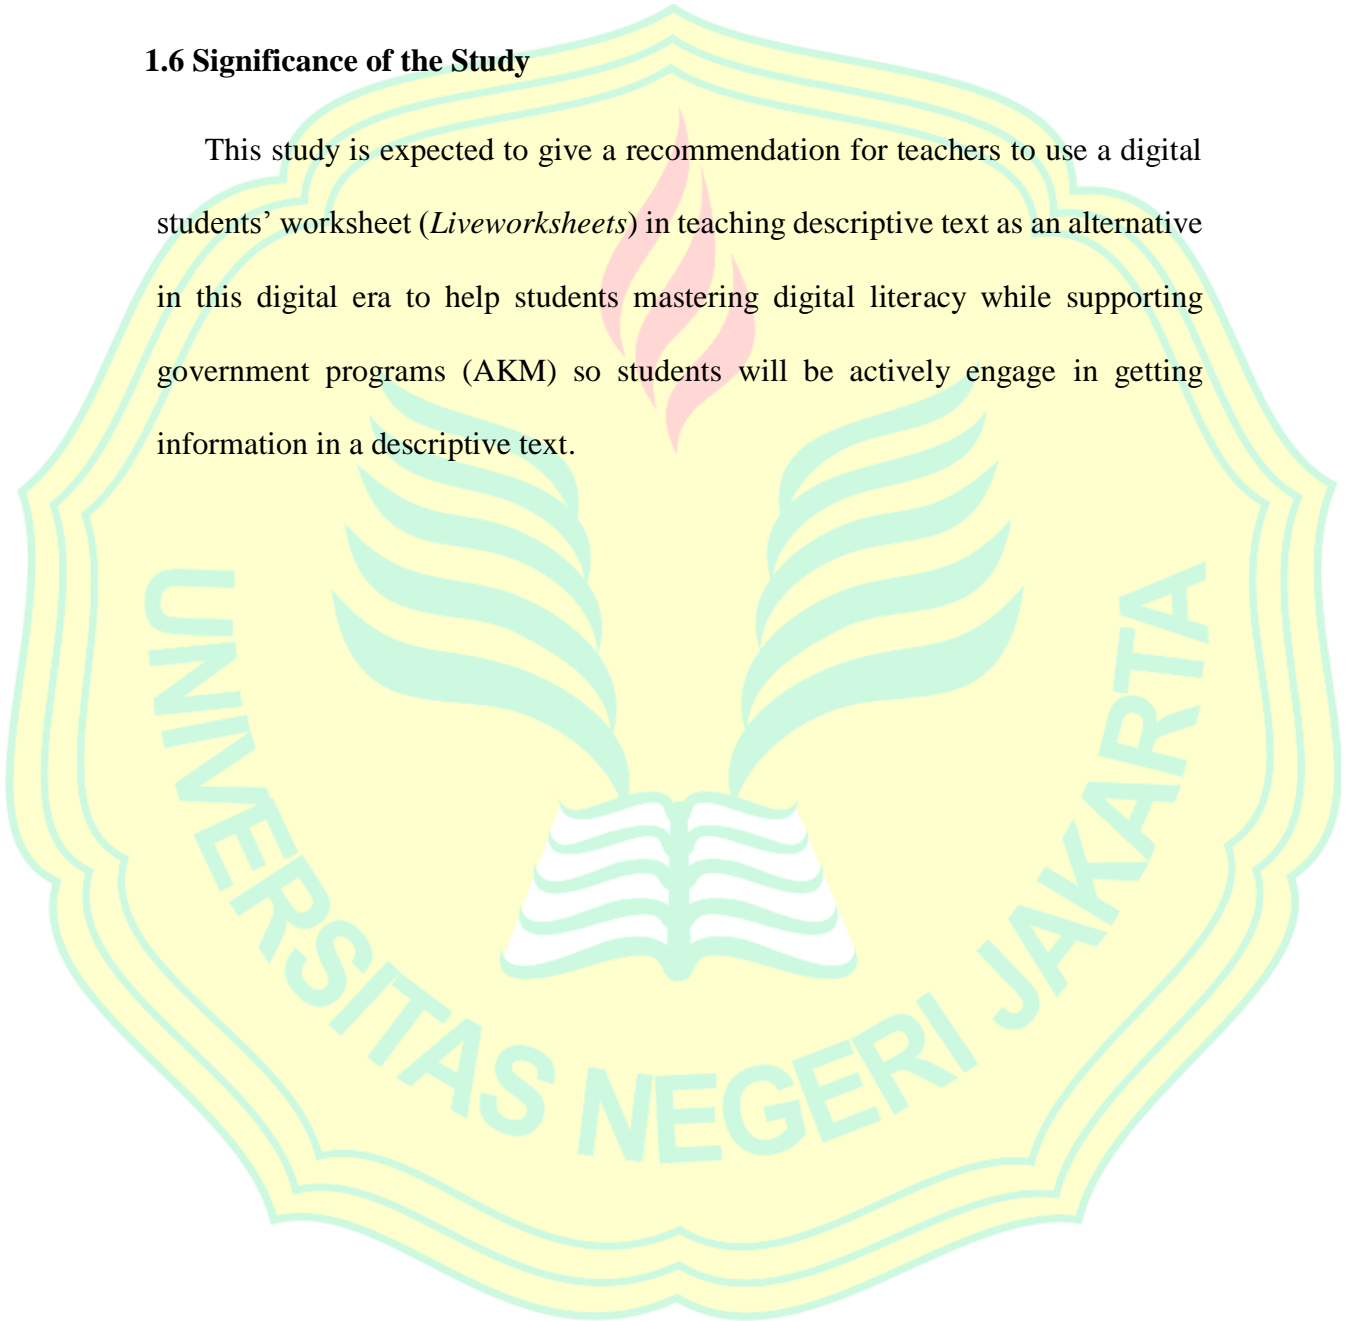 1.6 Significance of the Study
This study is expected to give a recommendation for teachers to use a digital
students’ worksheet (Liveworksheets) in teaching descriptive text as an alternative
in this digital era to help students mastering digital literacy while supporting
government programs (AKM) so students will be actively engage in getting
information in a descriptive text.
UNIVERSITAS NEGERI JAKARTA